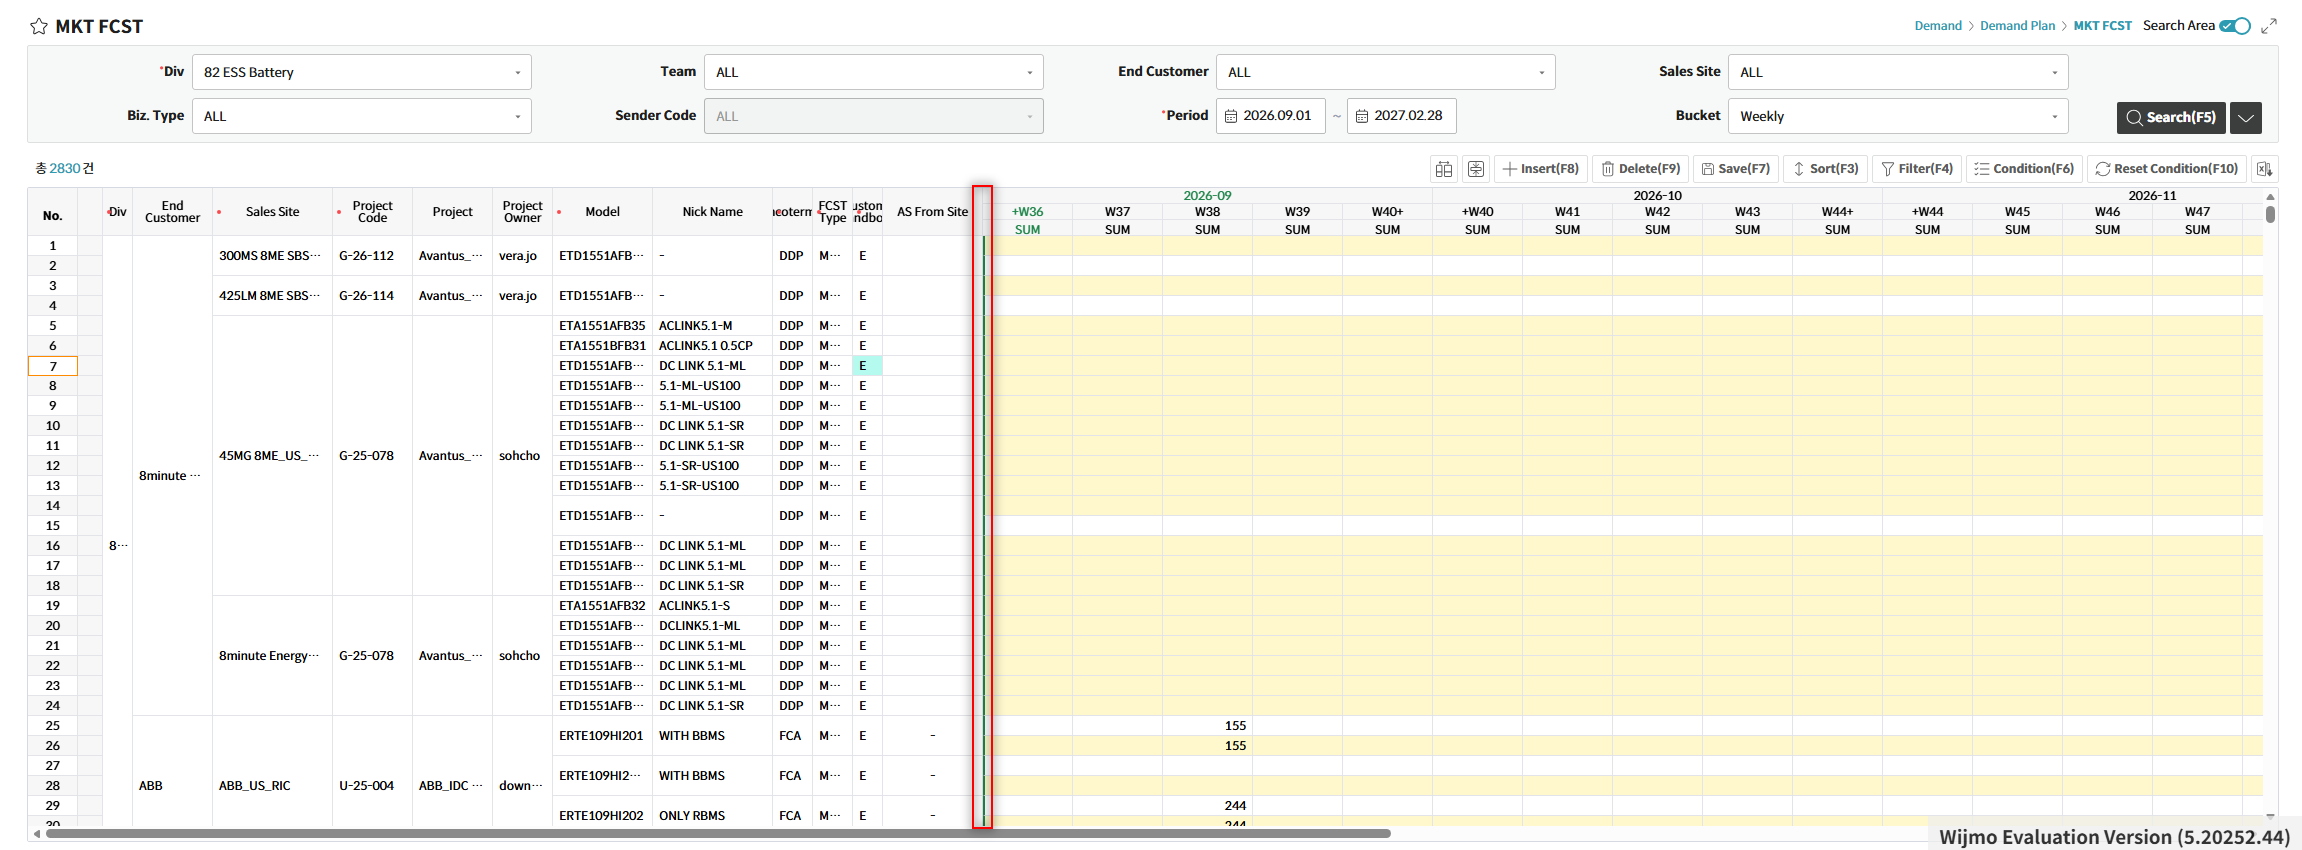 MKT FCST
Demand > Demand Plan > MKT FCST Search Area
*Div 82 ESS Battery Team ALL End Customer ALL Sales Site ALL
Biz. Type ALL Sender Code ALL *Period 2026.09.01 ~ 2027.02.28 Bucket Weekly Search(F5)
총 2830 건 Insert(F8) Delete(F9) Save(F7) Sort(F3) Filter(F4) Condition(F6) Reset Condition(F10)
2026-09 2026-10 2026-11
No. Div End Customer Sales Site Project Code Project Project Owner Model Nick Name FCST Type AS From Site +W36 W37 W38 W39 W40+ +W40 W41 W42 W43 W44+ +W44 W45 W46 W47
SUM SUM SUM SUM SUM SUM SUM SUM SUM SUM SUM SUM SUM SUM
1
300MS 8ME SBS··· G-26-112 Avantus_··· vera.jo ETD1551AFB··· - DDP M··· E
2
3
425LM 8ME SBS··· G-26-114 Avantus_··· vera.jo ETD1551AFB··· - DDP M··· E
4
5 ETA1551AFB35 ACLINK5.1-M DDP M··· E
6 ETA1551BFB31 ACLINK5.1 0.5CP DDP M··· E
7 ETD1551AFB··· DC LINK 5.1-ML DDP M··· E
8 ETD1551AFB··· 5.1-ML-US100 DDP M··· E
9 ETD1551AFB··· 5.1-ML-US100 DDP M··· E
10 ETD1551AFB··· DC LINK 5.1-SR DDP M··· E
11 ETD1551AFB··· DC LINK 5.1-SR DDP M··· E
45MG 8ME_US_··· G-25-078 Avantus_··· sohcho
12 ETD1551AFB··· 5.1-SR-US100 DDP M··· E
8minute ···
13 ETD1551AFB··· 5.1-SR-US100 DDP M··· E
14
ETD1551AFB··· - DDP M··· E
15
16 8··· ETD1551AFB··· DC LINK 5.1-ML DDP M··· E
17 ETD1551AFB··· DC LINK 5.1-ML DDP M··· E
18 ETD1551AFB··· DC LINK 5.1-SR DDP M··· E
19 ETA1551AFB32 ACLINK5.1-S DDP M··· E
20 ETD1551AFB··· DCLINK5.1-ML DDP M··· E
21 ETD1551AFB··· DC LINK 5.1-ML DDP M··· E
8minute Energy··· G-25-078 Avantus_··· sohcho
22 ETD1551AFB··· DC LINK 5.1-ML DDP M··· E
23 ETD1551AFB··· DC LINK 5.1-ML DDP M··· E
24 ETD1551AFB··· DC LINK 5.1-SR DDP M··· E
25 155
ERTE109HI201 WITH BBMS FCA M··· E -
26 155
27
ERTE109HI2··· WITH BBMS FCA M··· E -
28 ABB ABB_US_RIC U-25-004 ABB_IDC ··· down···
29 244
ERTE109HI202 ONLY RBMS FCA M··· E -
30 244
Wijmo Evaluation Version (5.20252.44)